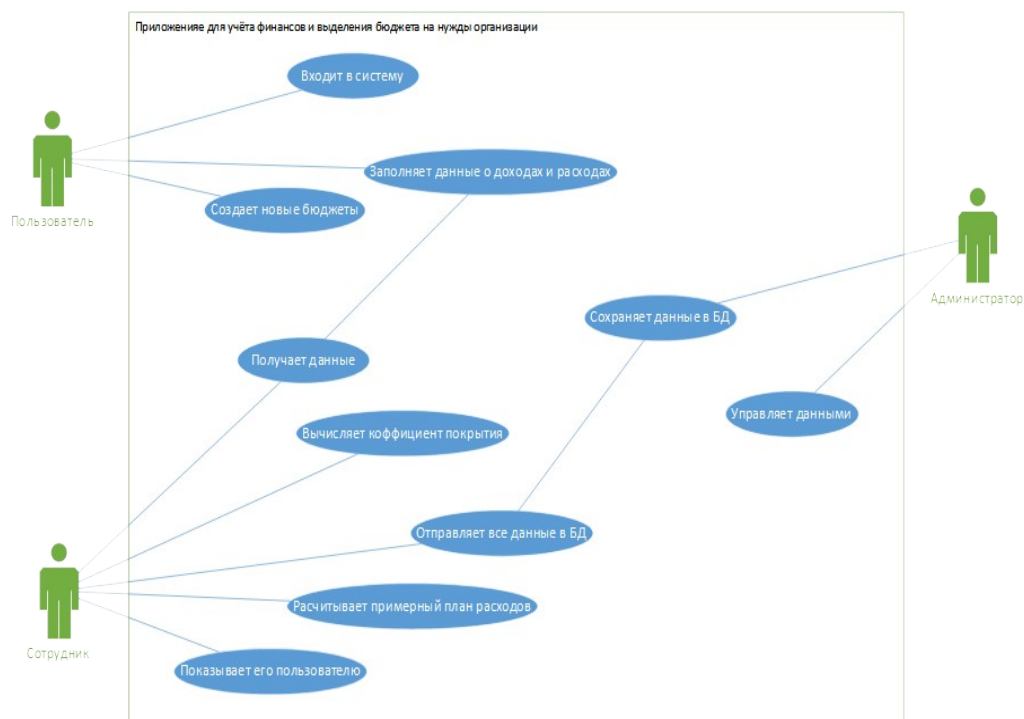 Приложенияе для учёта финансов и выделения бюджета на нужды организации
Входит в систему
Заполняет данные о доходах и расходах
Создает новые бюджеты
Пользователь
Администратор
Сохраняет данные в БД
Получает данные
Управляет данными
Вычисляет коффициент покрытия
Отправляет все данные в БД
Расчитывает примерный план расходов
Сотрудник
Показывает его пользователю